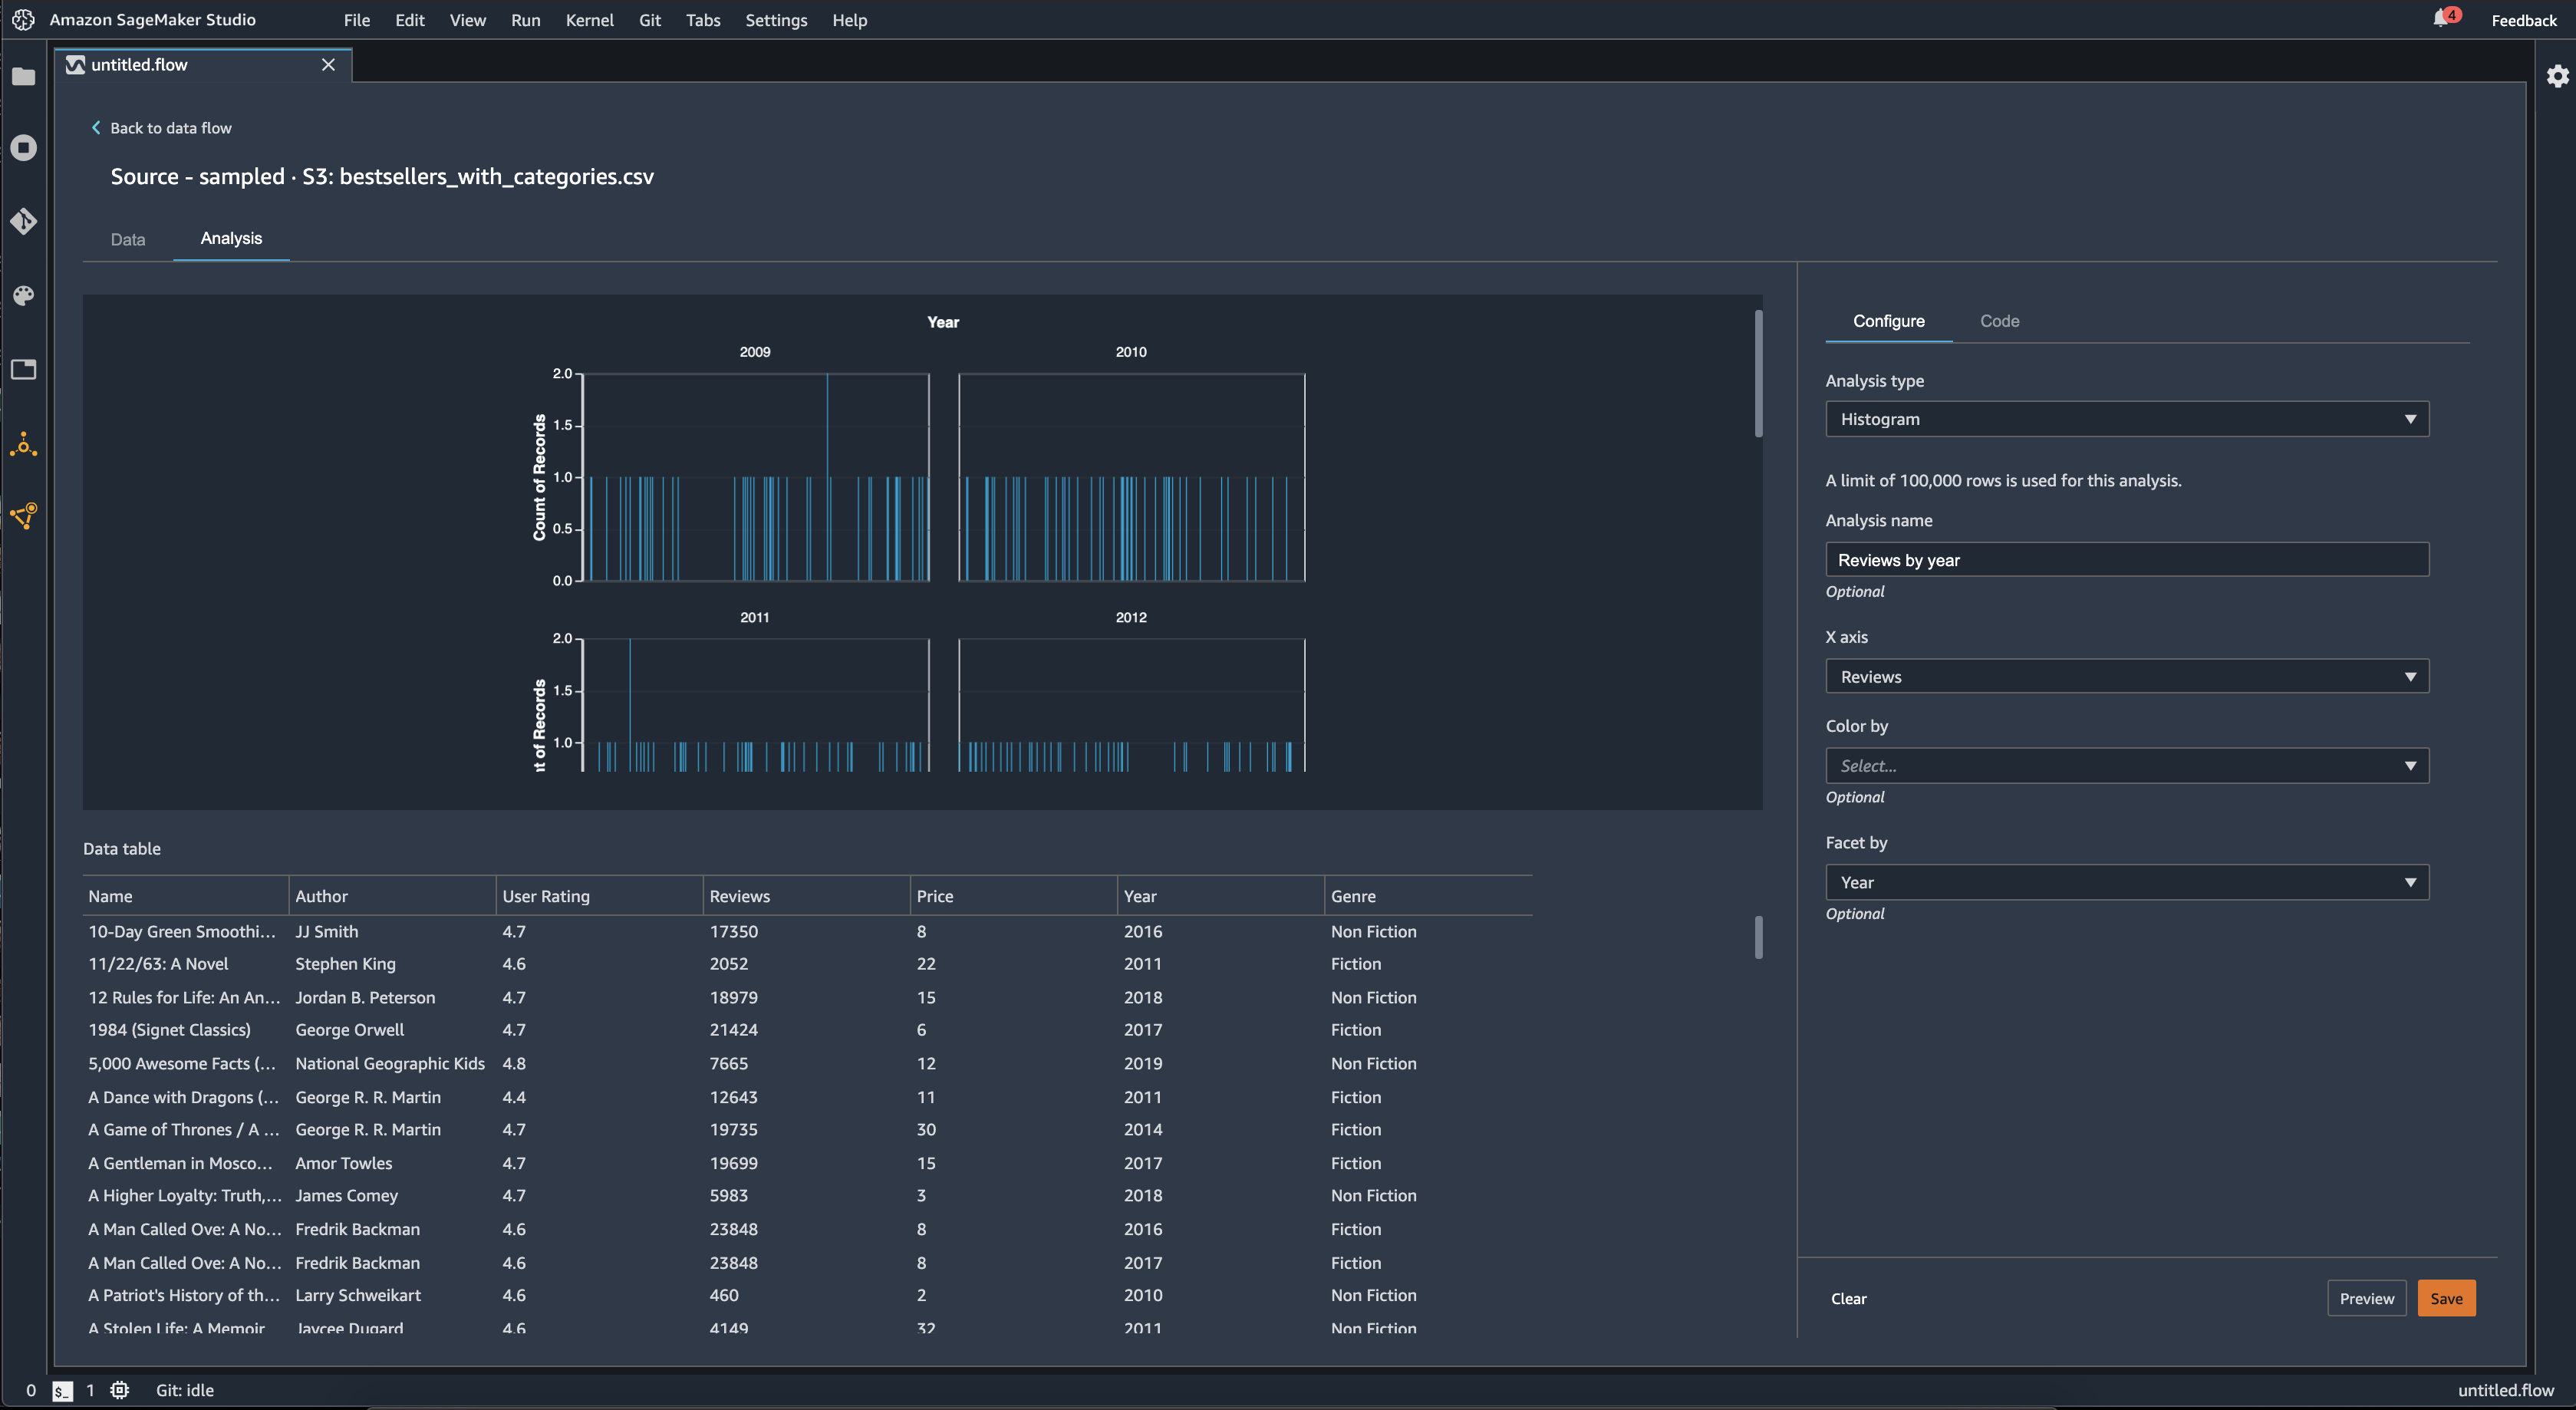 Amazon SageMaker Studio File Edit View Run Kernel Git Tabs Settings Help 4 Feedback
untitled.flow
Back to data flow
Source - sampled · S3: bestsellers_with_categories.csv
Data Analysis
Year
2009 2010
2.0
1.5
1.0
0.5
0.0
Count of Records
2011 2012
2.0
1.5
1.0
nt of Records
Configure Code
Analysis type
Histogram
A limit of 100,000 rows is used for this analysis.
Analysis name
Reviews by year
Optional
X axis
Reviews
Color by
Select...
Optional
Facet by
Year
Optional
Data table
Name Author User Rating Reviews Price Year Genre
10-Day Green Smoothi... JJ Smith 4.7 17350 8 2016 Non Fiction
11/22/63: A Novel Stephen King 4.6 2052 22 2011 Fiction
12 Rules for Life: An An... Jordan B. Peterson 4.7 18979 15 2018 Non Fiction
1984 (Signet Classics) George Orwell 4.7 21424 6 2017 Fiction
5,000 Awesome Facts (... National Geographic Kids 4.8 7665 12 2019 Non Fiction
A Dance with Dragons (... George R. R. Martin 4.4 12643 11 2011 Fiction
A Game of Thrones / A ... George R. R. Martin 4.7 19735 30 2014 Fiction
A Gentleman in Mosco... Amor Towles 4.7 19699 15 2017 Fiction
A Higher Loyalty: Truth,... James Comey 4.7 5983 3 2018 Non Fiction
A Man Called Ove: A No... Fredrik Backman 4.6 23848 8 2016 Fiction
A Man Called Ove: A No... Fredrik Backman 4.6 23848 8 2017 Fiction
A Patriot's History of th... Larry Schweikart 4.6 460 2 2010 Non Fiction
A Stolen Life: A Memoir Jaycee Dugard 4.6 4149 32 2011 Non Fiction
Clear Preview Save
0 $_ 1 Git: idle untitled.flow